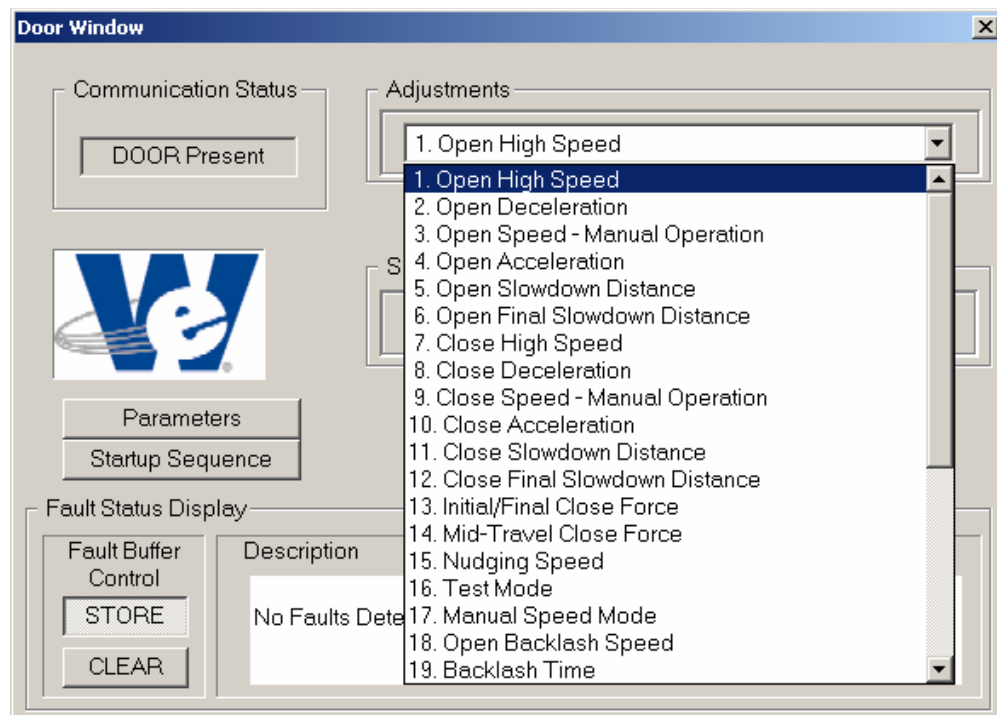 Door Window
Communication Status
DOOR Present
Adjustments
1. Open High Speed
1. Open High Speed
2. Open Deceleration
3. Open Speed - Manual Operation
4. Open Acceleration
5. Open Slowdown Distance
6. Open Final Slowdown Distance
7. Close High Speed
8. Close Deceleration
9. Close Speed - Manual Operation
10. Close Acceleration
11. Close Slowdown Distance
12. Close Final Slowdown Distance
13. Initial/Final Close Force
14. Mid-Travel Close Force
15. Nudging Speed
16. Test Mode
17. Manual Speed Mode
18. Open Backlash Speed
19. Backlash Time
We
®
Parameters
Startup Sequence
Fault Status Display
Fault Buffer
Control
STORE
CLEAR
Description
No Faults